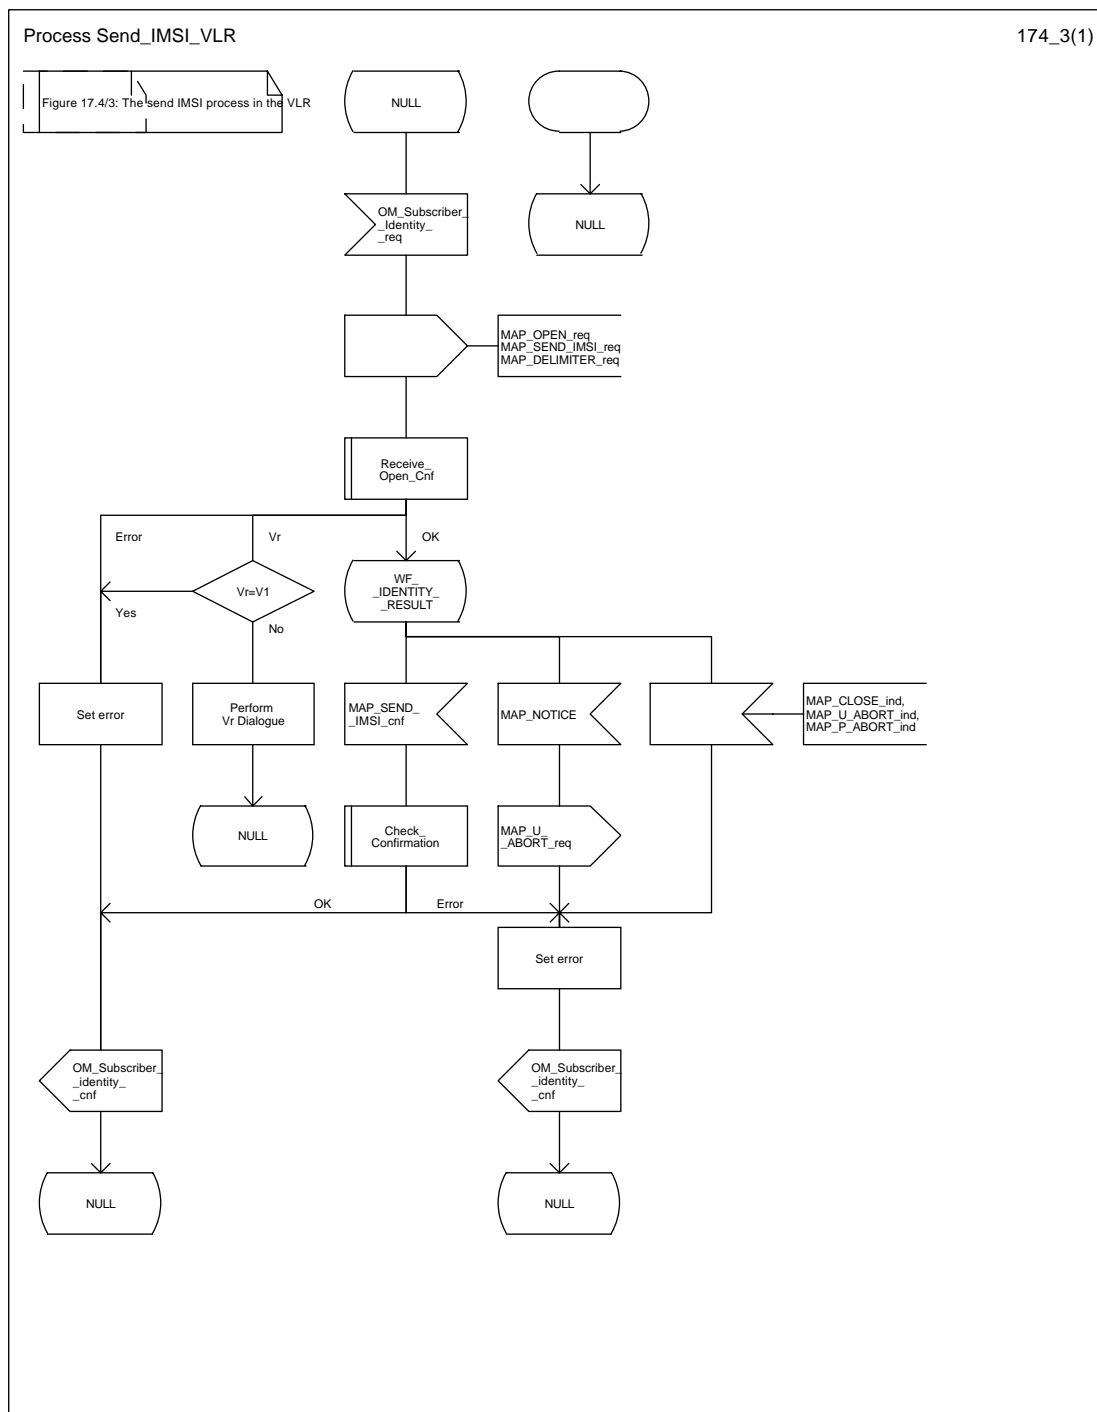 Process Send_IMSI_VLR
174_3(1)
Figure 17.4/3: The send IMSI process in the VLR
NULL
OM_Subscriber_
_Identity_
_req
NULL
MAP_OPEN_req
MAP_SEND_IMSI_req
MAP_DELIMITER_req
Receive_
Open_Cnf
Error
Vr
OK
Vr=V1
WF_
_IDENTITY_
_RESULT
Yes
No
Set error
Perform
Vr Dialogue
MAP_SEND_
_IMSI_cnf
MAP_NOTICE
MAP_CLOSE_ind,
MAP_U_ABORT_ind,
MAP_P_ABORT_ind
NULL
Check_
Confirmation
MAP_U_
_ABORT_req
OK
Error
Set error
OM_Subscriber_
_identity_
_cnf
OM_Subscriber_
_identity_
_cnf
NULL
NULL